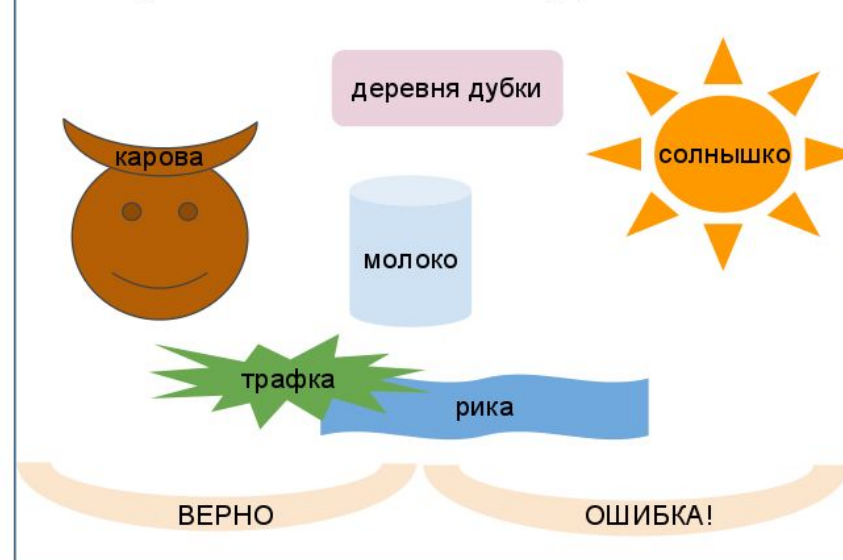 деревня дубки
карова
солнышко
молоко
трафка
рика
ВЕРНО
ОШИБКА!